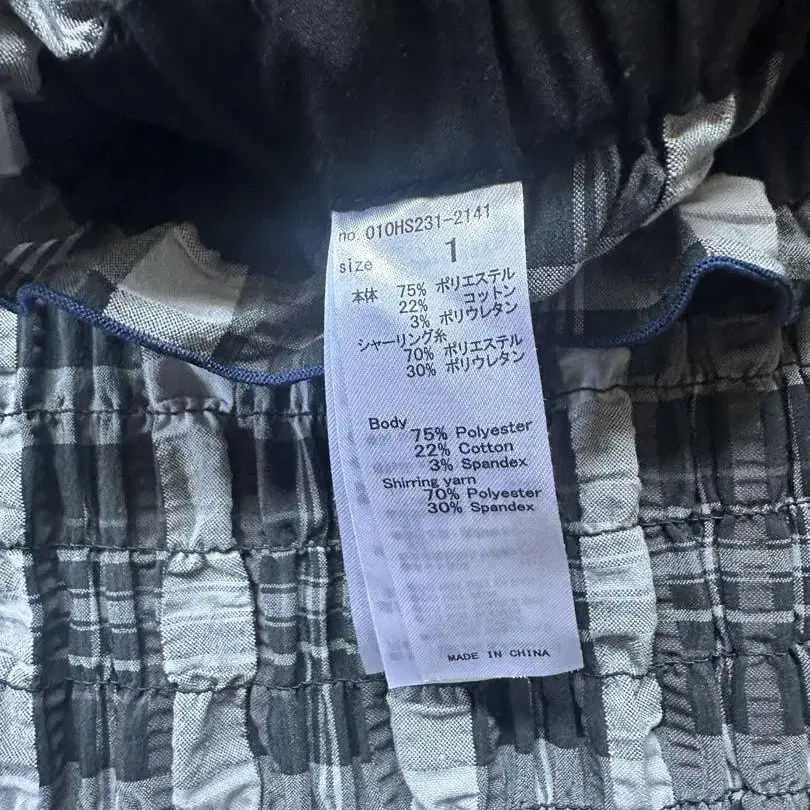 no. 010HS231-2141
size 1
本体 75% ポリエステル
22% コットン
3% ポリウレタン
シャーリング糸
70% ポリエステル
30% ポリウレタン
Body
75% Polyester
22% Cotton
3% Spandex
Shirring yarn
70% Polyester
30% Spandex
MADE IN CHINA